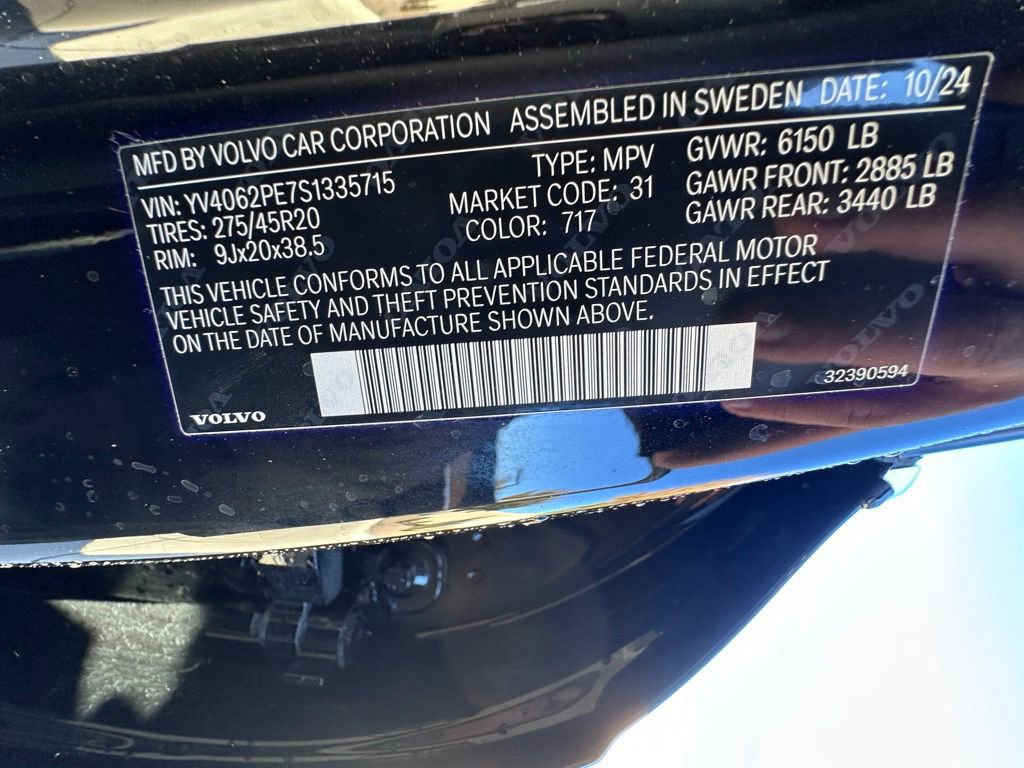 MFD BY VOLVO CAR CORPORATION ASSEMBLED IN SWEDEN DATE: 10/24
VIN: YV4062PE7S1335715 TYPE: MPV GVWR: 6150 LB
TIRES: 275/45R20 MARKET CODE: 31 GAWR FRONT: 2885 LB
RIM: 9Jx20x38.5 COLOR: 717 GAWR REAR: 3440 LB
THIS VEHICLE CONFORMS TO ALL APPLICABLE FEDERAL MOTOR
VEHICLE SAFETY AND THEFT PREVENTION STANDARDS IN EFFECT
ON THE DATE OF MANUFACTURE SHOWN ABOVE.
VOLVO 32390594